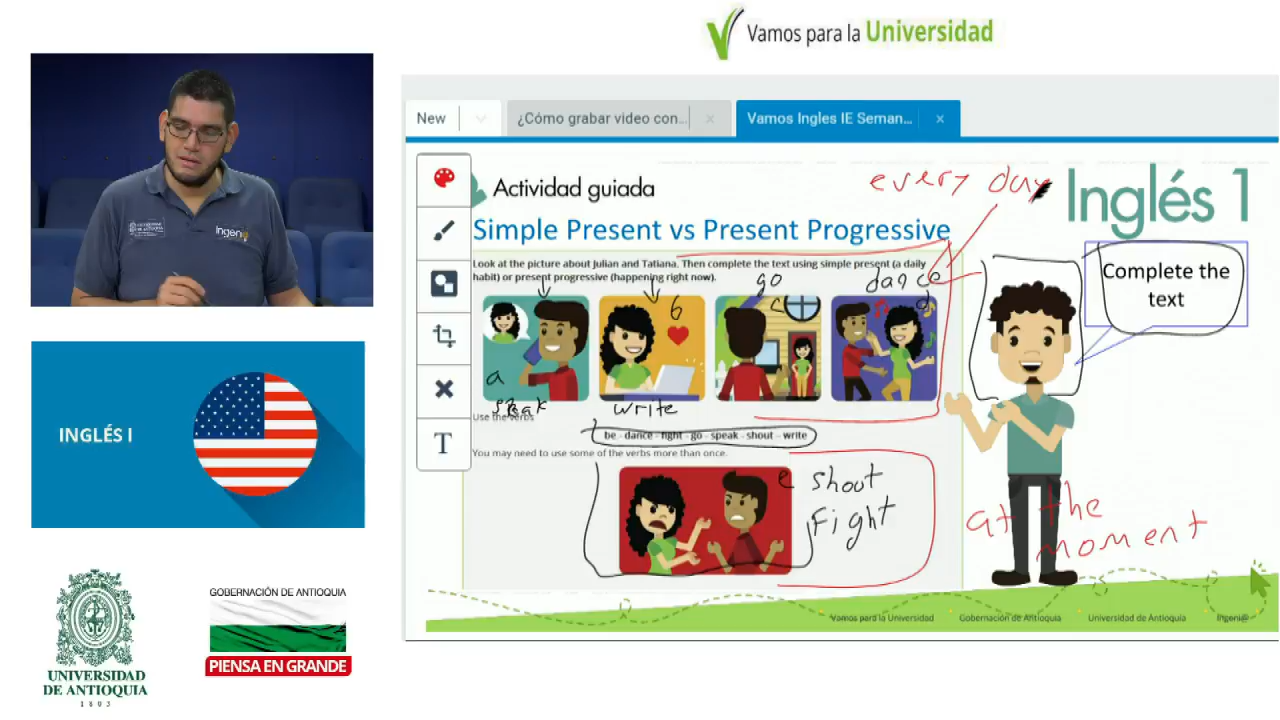 Vamos para la Universidad
New
¿Cómo grabar video con...
Vamos Ingles IE Seman...
Actividad guiada
every day
Inglés 1
Simple Present vs Present Progressive
Look at the picture about Julian and Tatiana. Then complete the text using simple present (a daily
habit) or present progressive (happening right now).
Complete the
text
go
dance
a
b
c
d
speak
write
Use the verbs
be - dance - fight - go - speak - shout - write
You may need to use some of the verbs more than once.
e
shout
Fight
at the
moment
T
Ingeni@
INGLÉS I
UNIVERSIDAD
DE ANTIOQUIA
1803
GOBERNACIÓN DE ANTIOQUIA
PIENSA EN GRANDE
Vamos para la Universidad
Gobernación de Antioquia
Universidad de Antioquia
Ingeni@